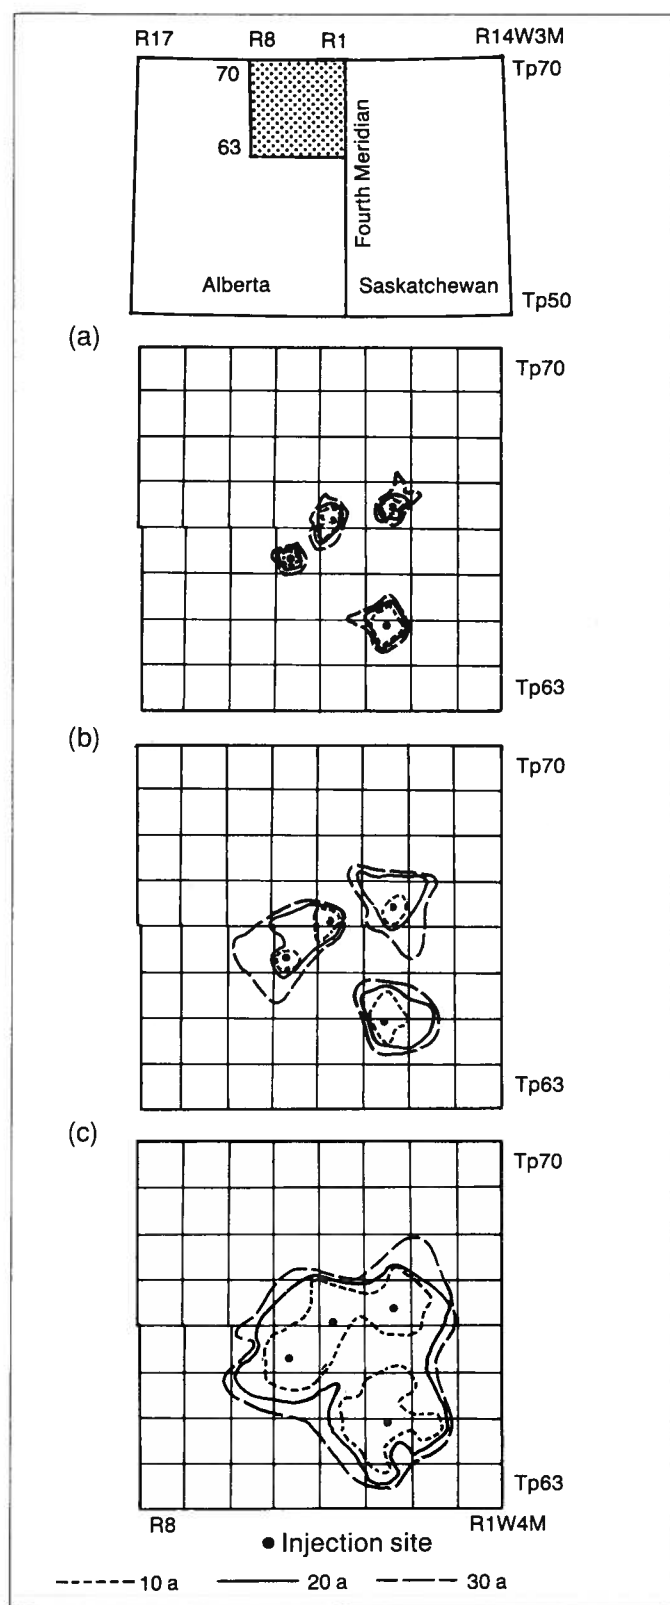 R17 R8 R1 R14W3M
70 Tp70
63
Fourth Meridian
Alberta Saskatchewan
Tp50
(a)
Tp70
Tp63
(b)
Tp70
Tp63
(c)
Tp70
Tp63
R8 R1W4M
Injection site
10 a 20 a 30 a